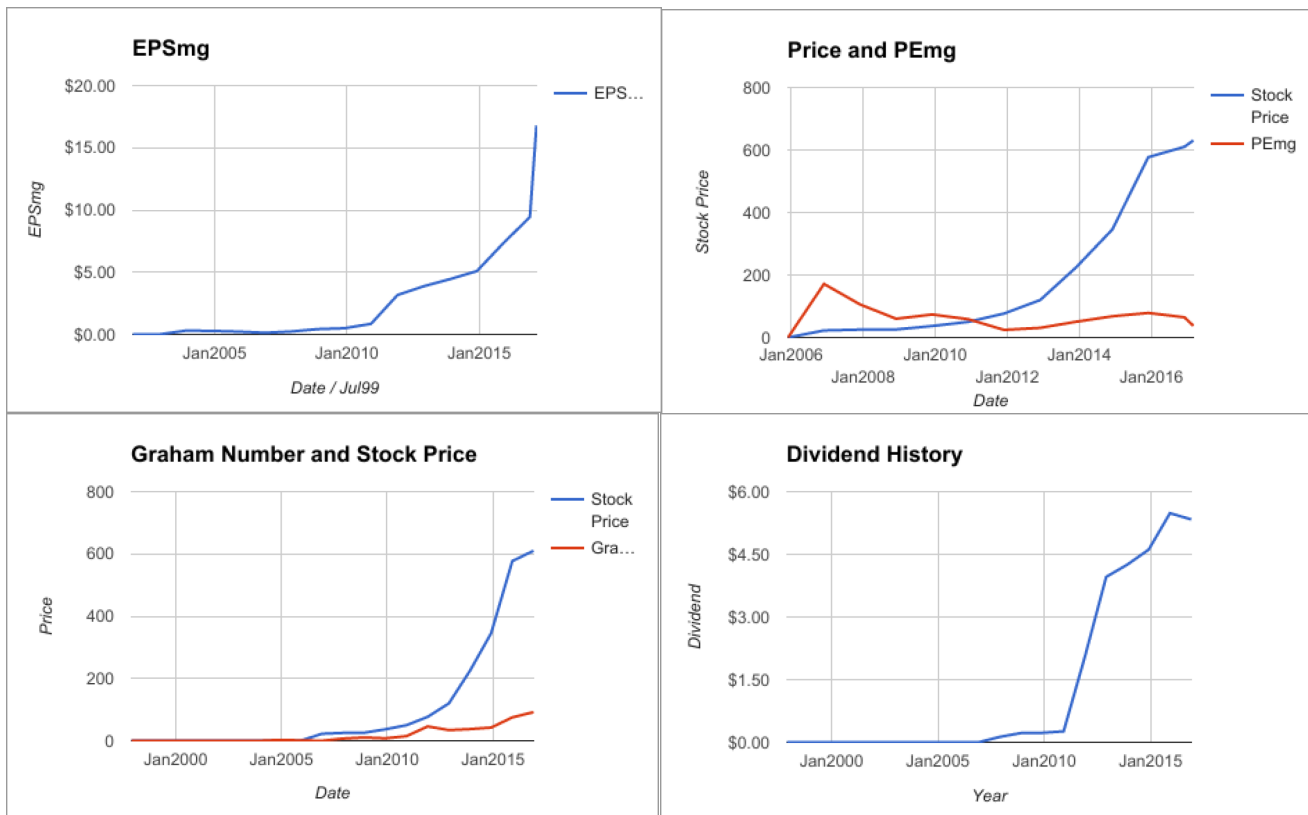 EPSmg
$20.00
$15.00
$10.00
$5.00
$0.00
EPSmg
Jan2005
Jan2010
Jan2015
Date / Jul99
EPS…
Price and PEmg
800
600
400
200
0
Stock Price
Jan2006
Jan2008
Jan2010
Jan2012
Jan2014
Jan2016
Date
Stock
Price
PEmg
Graham Number and Stock Price
800
600
400
200
0
Price
Jan2000
Jan2005
Jan2010
Jan2015
Date
Stock
Price
Gra…
Dividend History
$6.00
$4.50
$3.00
$1.50
$0.00
Dividend
Jan2000
Jan2005
Jan2010
Jan2015
Year